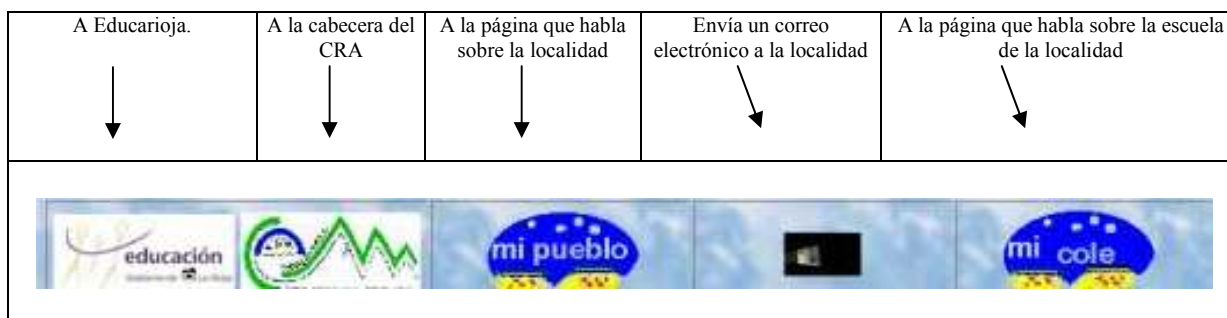 A Educarioja.
A la cabecera del
CRA
A la página que habla
sobre la localidad
Envía un correo
electrónico a la localidad
A la página que habla sobre la escuela
de la localidad
educación
mi pueblo
mi cole